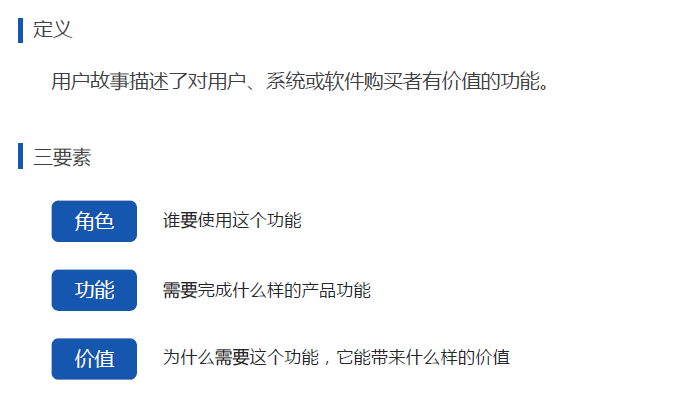 定义
用户故事描述了对用户、系统或软件购买者有价值的功能。
三要素
角色 谁要使用这个功能
功能 需要完成什么样的产品功能
价值 为什么需要这个功能，它能带来什么样的价值